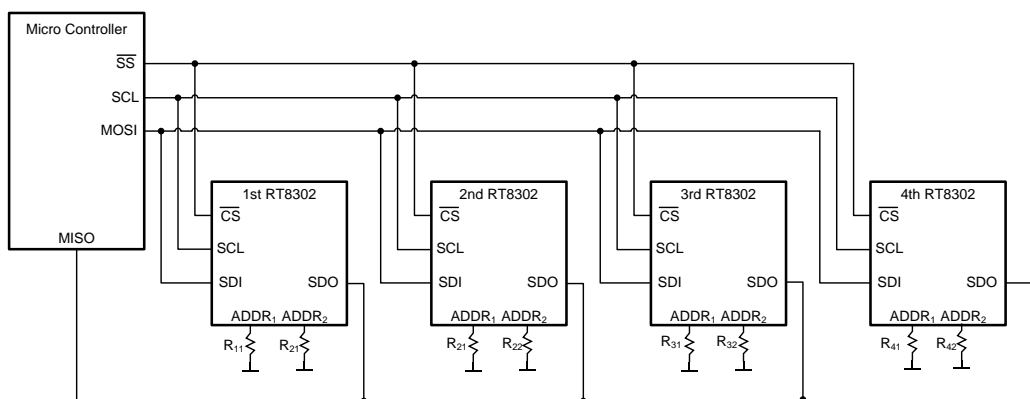 Micro Controller
SS
SCL
MOSI
MISO
1st RT8302
CS
SCL
SDI
SDO
ADDR1 ADDR2
R11
R21
2nd RT8302
CS
SCL
SDI
SDO
ADDR1 ADDR2
R21
R22
3rd RT8302
CS
SCL
SDI
SDO
ADDR1 ADDR2
R31
R32
4th RT8302
CS
SCL
SDI
SDO
ADDR1 ADDR2
R41
R42